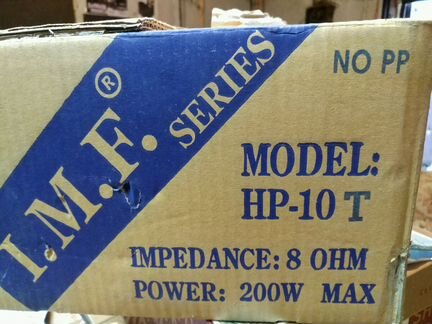 I.M.F.®
SERIES
NO PP
MODEL:
HP-10 T
IMPEDANCE: 8 OHM
POWER: 200W MAX